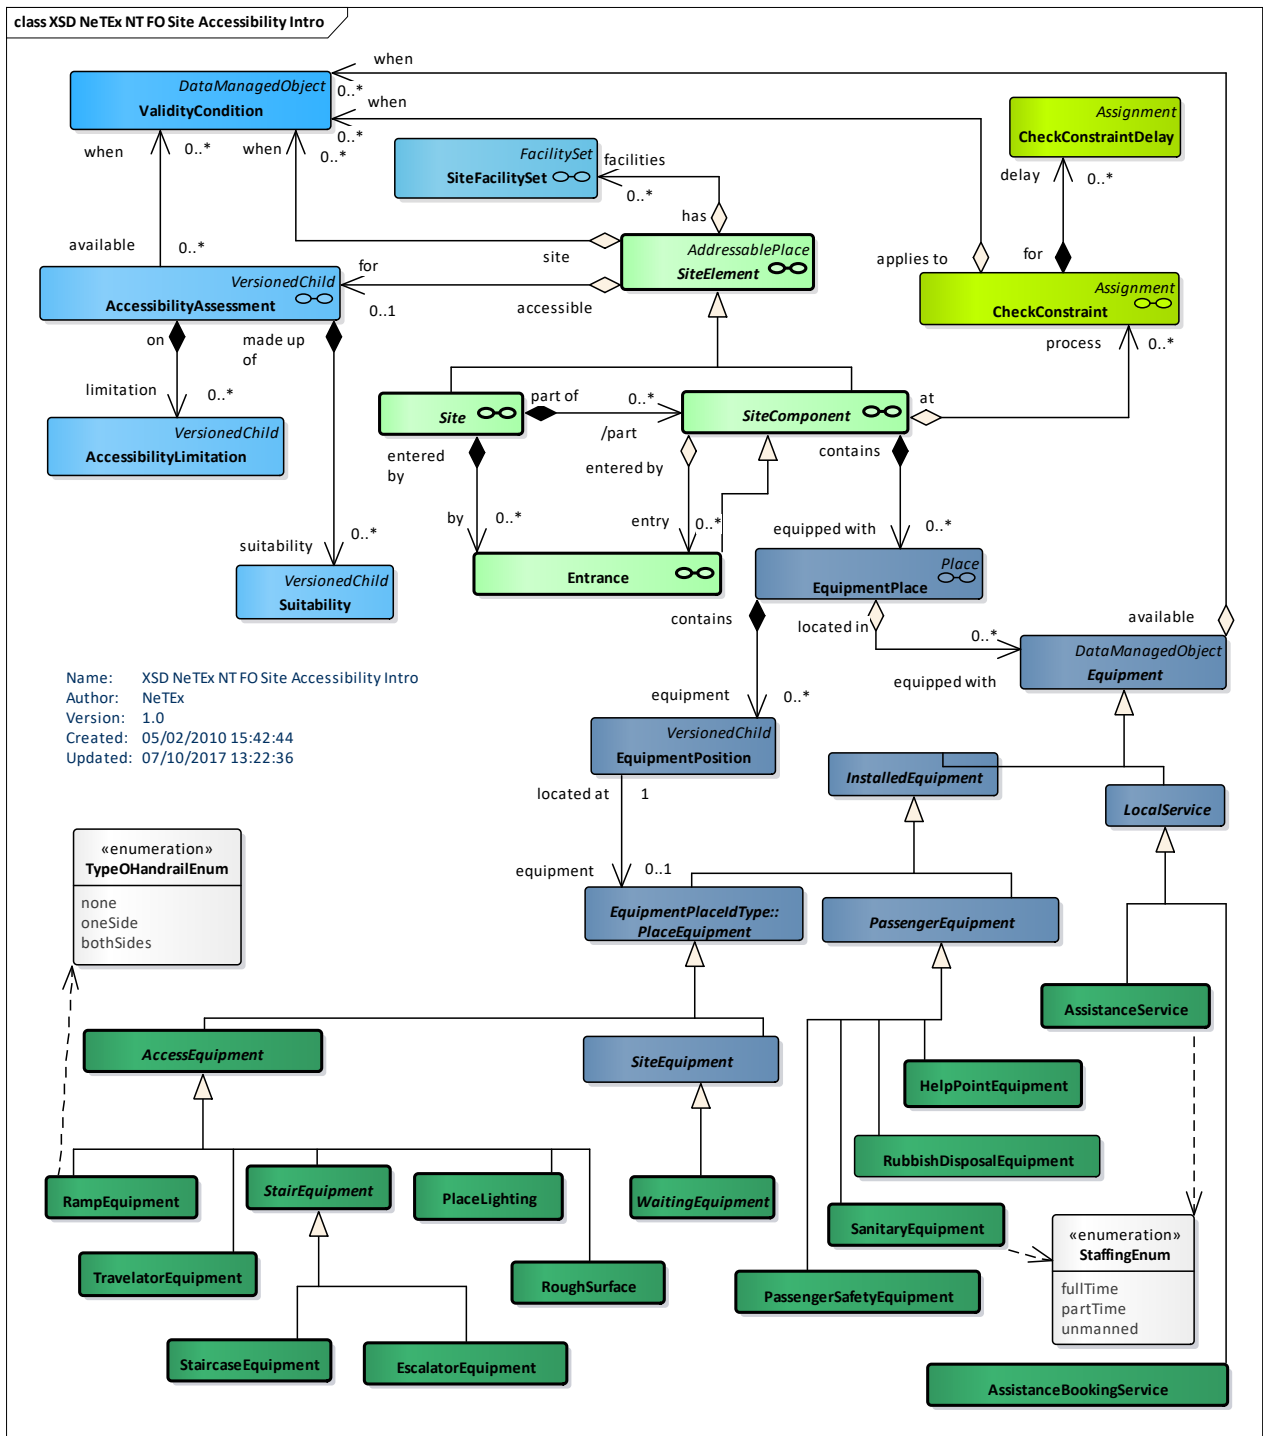 class XSD NeTEx NT FO Site Accessibility Intro
when
DataManagedObject
ValidityCondition
0..*
when
0..*
Assignment
CheckConstraintDelay
when
0..*
when
0..*
FacilitySet
SiteFacilitySet
facilities
0..*
delay
0..*
has
available
0..*
site
AddressablePlace
SiteElement
applies to
for
for
0..1
accessible
VersionedChild
AccessibilityAssessment
Assignment
CheckConstraint
on
made up
of
process
0..*
limitation
0..*
part of
0..*
/part
Site
SiteComponent
at
VersionedChild
AccessibilityLimitation
entered
by
entered by
contains
by
0..*
entry
0..*
equipped with
0..*
suitability
0..*
VersionedChild
Suitability
Entrance
Place
EquipmentPlace
contains
located in
0..*
available
DataManagedObject
Equipment
equipped with
Name: XSD NeTEx NT FO Site Accessibility Intro
Author: NeTEx
Version: 1.0
Created: 05/02/2010 15:42:44
Updated: 07/10/2017 13:22:36
equipment
0..*
VersionedChild
EquipmentPosition
located at
1
InstalledEquipment
LocalService
«enumeration»
TypeOHandrailEnum
none
oneSide
bothSides
equipment
0..1
EquipmentPlaceIdType::
PlaceEquipment
PassengerEquipment
AssistanceService
AccessEquipment
SiteEquipment
HelpPointEquipment
RubbishDisposalEquipment
RampEquipment
StairEquipment
PlaceLighting
WaitingEquipment
SanitaryEquipment
«enumeration»
StaffingEnum
fullTime
partTime
unmanned
TravelatorEquipment
RoughSurface
PassengerSafetyEquipment
StaircaseEquipment
EscalatorEquipment
AssistanceBookingService